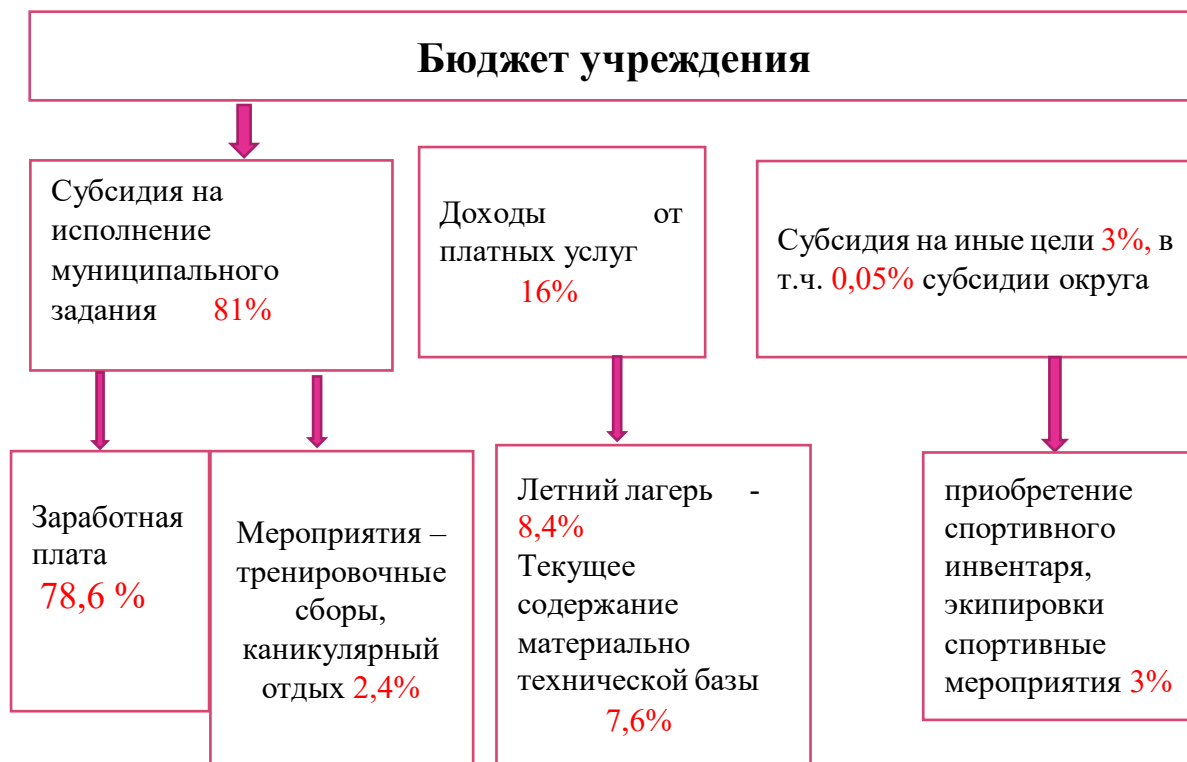 Бюджет учреждения
Субсидия на
исполнение
муниципального
задания 81%
Доходы от
платных услуг
16%
Субсидия на иные цели 3%, в
т.ч. 0,05% субсидии округа
Заработная
плата
78,6 %
Мероприятия –
тренировочные
сборы,
каникулярный
отдых 2,4%
Летний лагерь -
8,4%
Текущее
содержание
материально
технической базы
7,6%
приобретение
спортивного
инвентаря,
экипировки
спортивные
мероприятия 3%